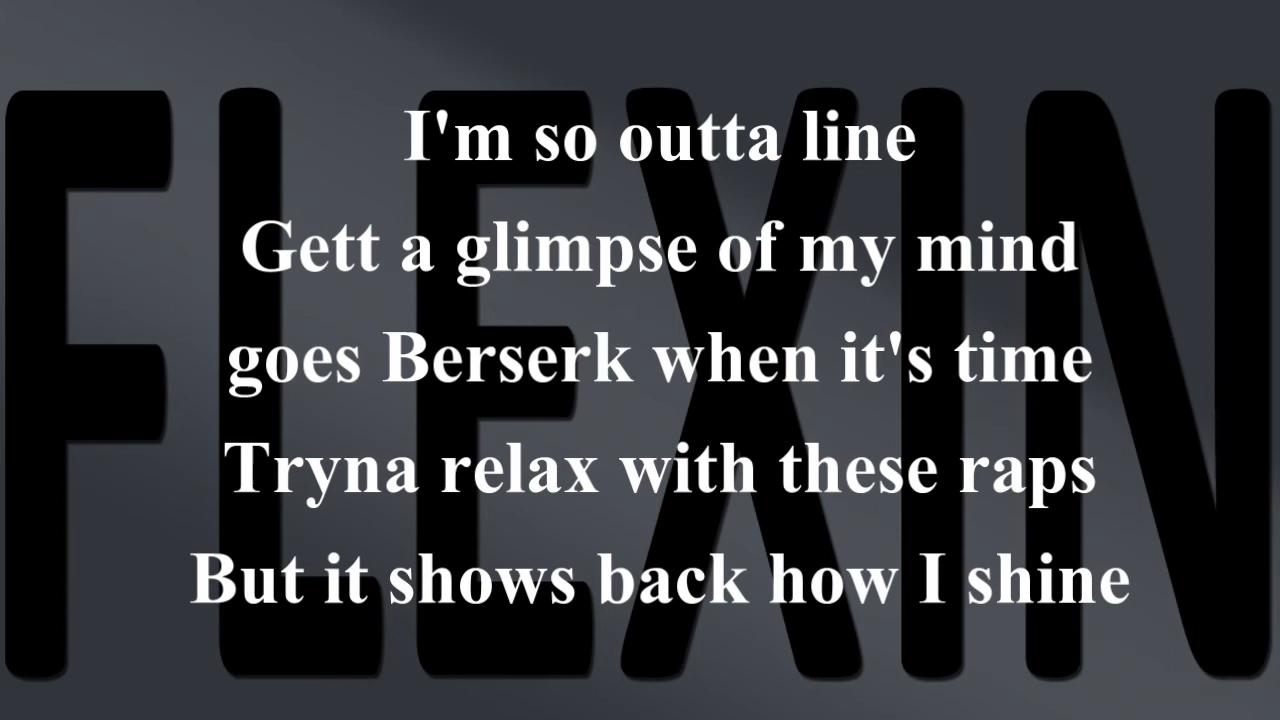 FLEXIN
I'm so outta line
Gett a glimpse of my mind
goes Berserk when it's time
Tryna relax with these raps
But it shows back how I shine